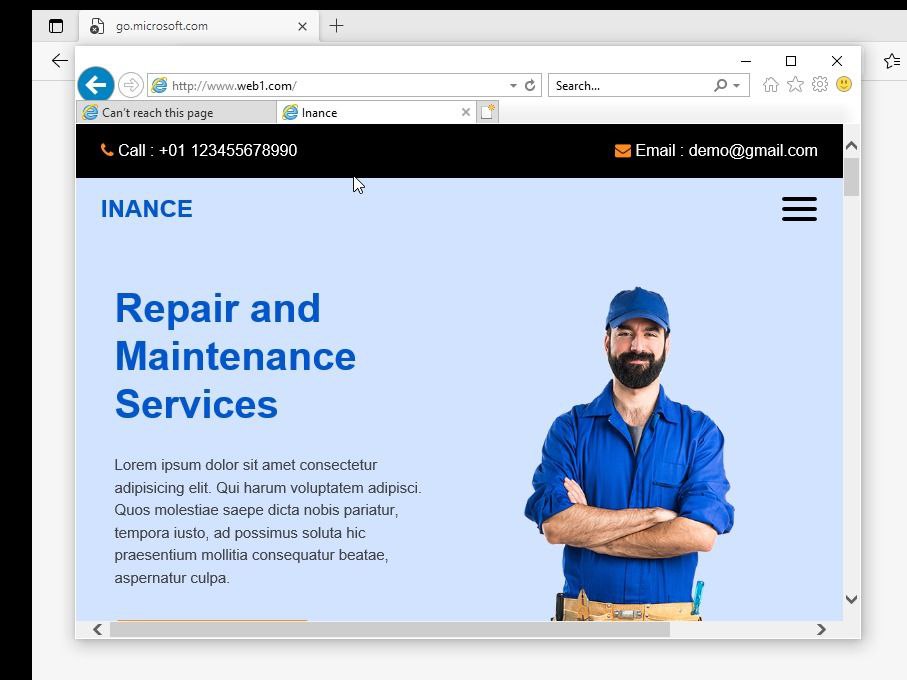 go.microsoft.com
http://www.web1.com/
Search...
Can't reach this page
Inance
Call : +01 123455678990
Email : demo@gmail.com
INANCE
Repair and
Maintenance
Services
Lorem ipsum dolor sit amet consectetur
adipisicing elit. Qui harum voluptatem adipisci.
Quos molestiae saepe dicta nobis pariatur,
tempora iusto, ad possimus soluta hic
praesentium mollitia consequatur beatae,
aspernatur culpa.